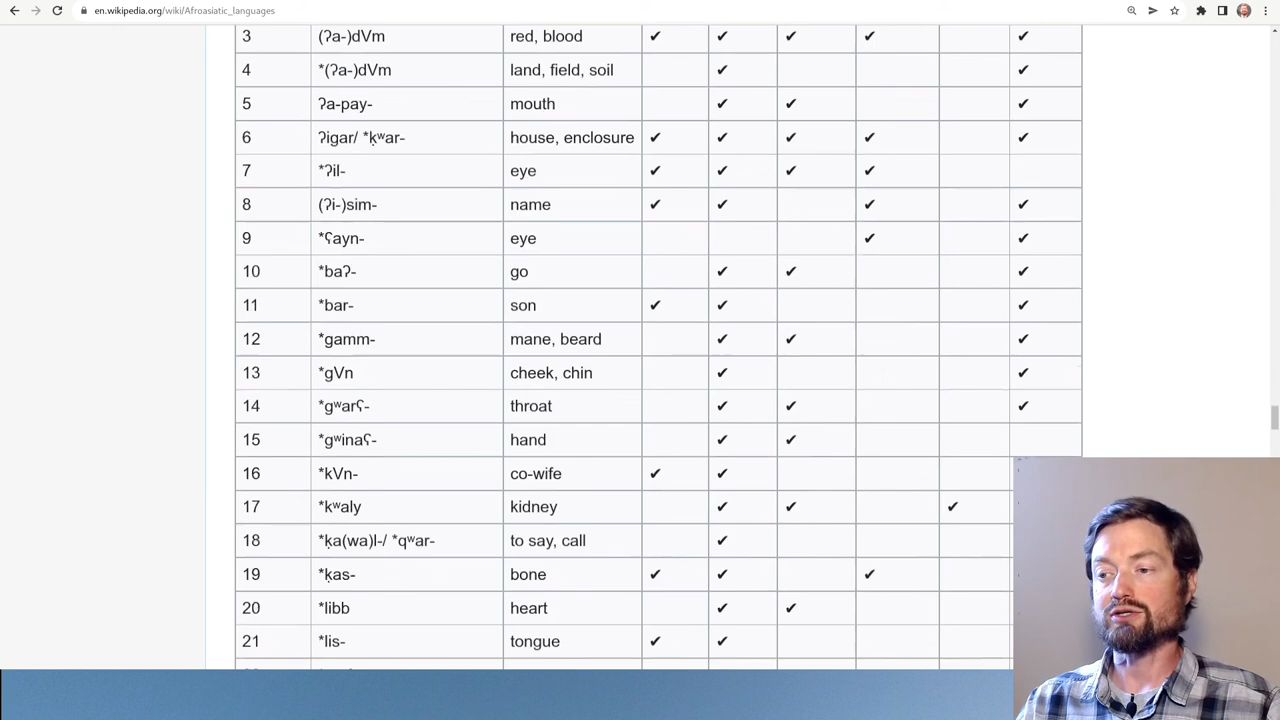 en.wikipedia.org/wiki/Afroasiatic_languages
3 (ʔa-)dVm red, blood ✔ ✔ ✔ ✔ ✔
4 *(ʔa-)dVm land, field, soil ✔ ✔
5 ʔa-pay- mouth ✔ ✔ ✔
6 ʔigar/ *ḳʷar- house, enclosure ✔ ✔ ✔ ✔ ✔
7 *ʔil- eye ✔ ✔ ✔ ✔
8 (ʔi-)sim- name ✔ ✔ ✔ ✔
9 *ʕayn- eye ✔ ✔
10 *baʔ- go ✔ ✔ ✔
11 *bar- son ✔ ✔ ✔
12 *gamm- mane, beard ✔ ✔ ✔
13 *gVn cheek, chin ✔ ✔
14 *gʷarʕ- throat ✔ ✔ ✔
15 *gʷinaʕ- hand ✔ ✔
16 *kVn- co-wife ✔ ✔
17 *kʷaly kidney ✔ ✔ ✔
18 *ḳa(wa)l-/ *qʷar- to say, call ✔
19 *ḳas- bone ✔ ✔ ✔
20 *libb heart ✔ ✔
21 *lis- tongue ✔ ✔